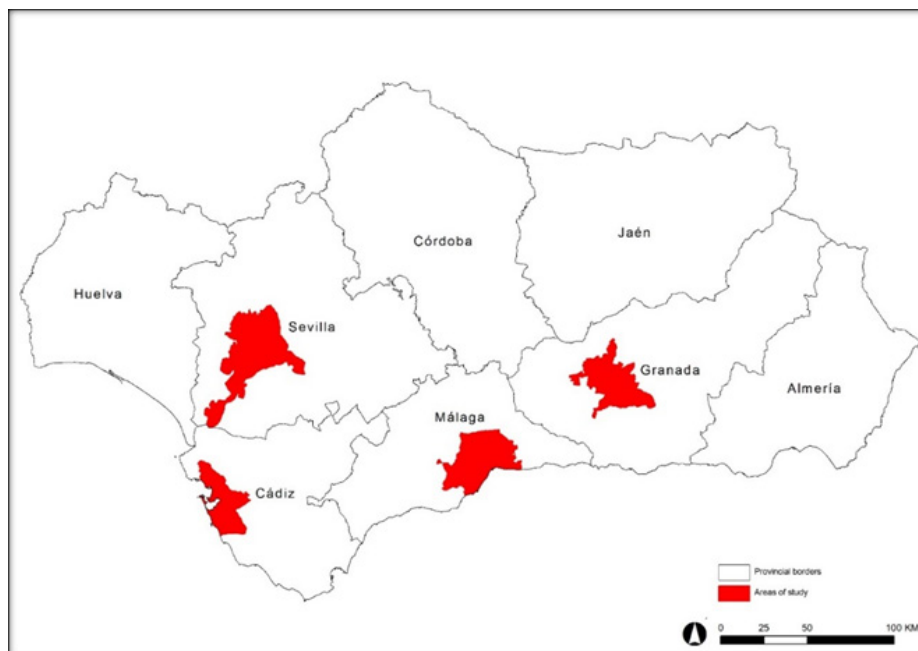 Córdoba
Jaén
Huelva
Sevilla
Granada
Almería
Málaga
Cádiz
Provincial borders
Areas of study
0 25 50 100 KM